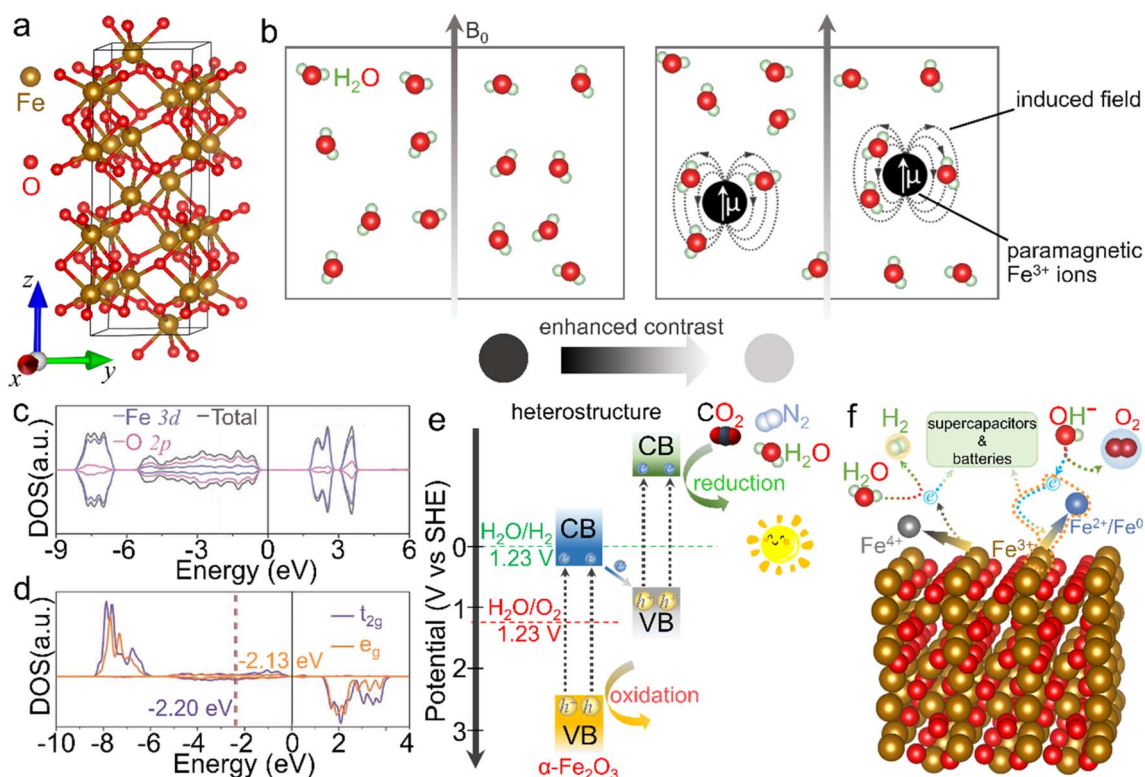 a
Fe
O
z
x
y
b
B₀
H₂O
μ
μ
induced field
paramagnetic
Fe³⁺ ions
enhanced contrast
c
Fe 3d
Total
O 2p
DOS(a.u.)
-9 -6 -3 0 3 6
Energy (eV)
d
t₂g
e_g
-2.13 eV
-2.20 eV
DOS(a.u.)
-10 -8 -6 -4 -2 0 2 4
Energy (eV)
e
heterostructure
CO₂
N₂
H₂O
CB
e e
reduction
H₂O/H₂
1.23 V
CB
e e
e
0
H₂O/O₂
1.23 V
1
h⁺ h⁺
VB
2
oxidation
h⁺ h⁺
VB
3
Potential (V vs SHE)
α-Fe₂O₃
f
H₂
supercapacitors
&
batteries
OH⁻
O₂
H₂O
e
e
Fe⁴⁺
Fe³⁺
Fe²⁺/Fe⁰